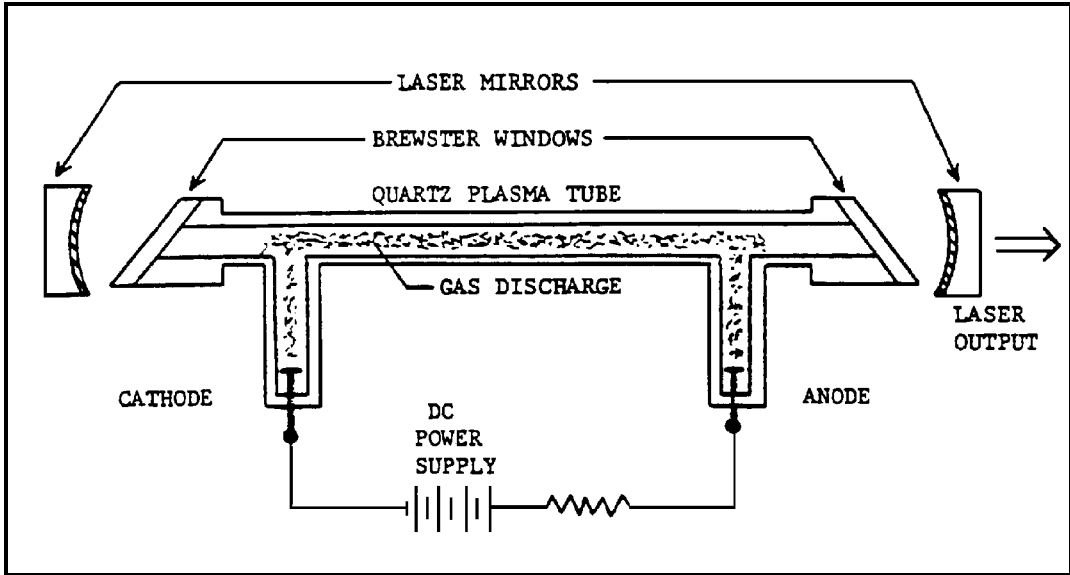 LASER MIRRORS
BREWSTER WINDOWS
QUARTZ PLASMA TUBE
GAS DISCHARGE
LASER
OUTPUT
CATHODE
ANODE
DC
POWER
SUPPLY